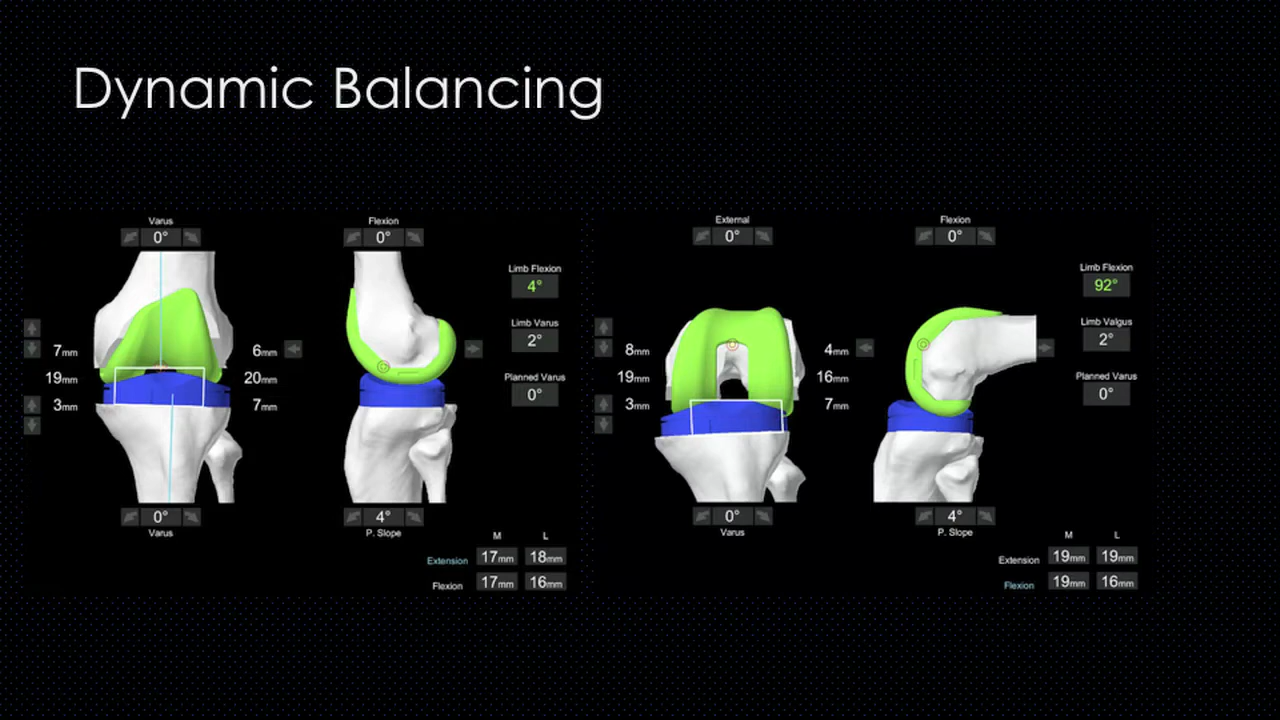 Dynamic Balancing
Varus
0°
Flexion
0°
Limb Flexion
4°
Limb Varus
2°
Planned Varus
0°
7mm
19mm
3mm
6mm
20mm
7mm
0°
Varus
4°
P. Slope
M L
Extension 17mm 18mm
Flexion 17mm 16mm
External
0°
Flexion
0°
Limb Flexion
92°
Limb Valgus
2°
Planned Varus
0°
8mm
19mm
3mm
4mm
16mm
7mm
0°
Varus
4°
P. Slope
M L
Extension 19mm 19mm
Flexion 19mm 16mm